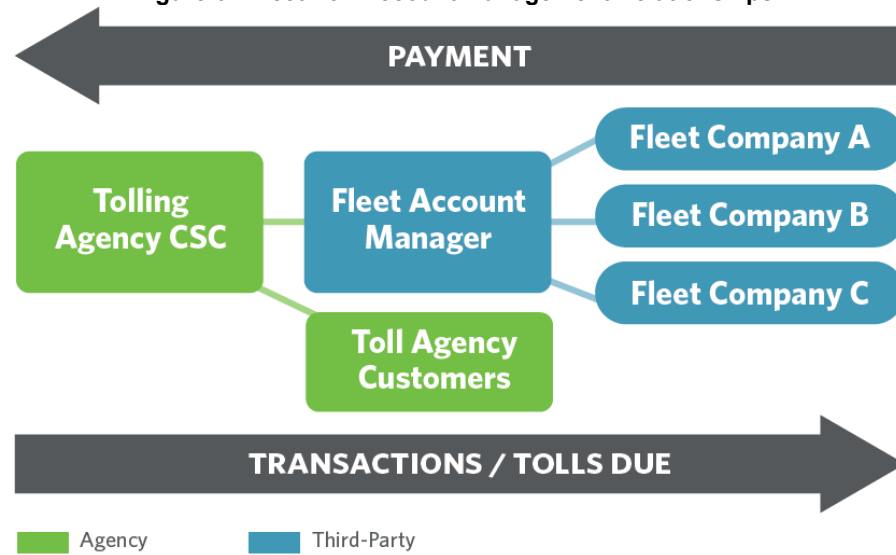 PAYMENT
Fleet Company A
Tolling
Agency CSC
Fleet Account
Manager
Fleet Company B
Fleet Company C
Toll Agency
Customers
TRANSACTIONS / TOLLS DUE
Agency
Third-Party